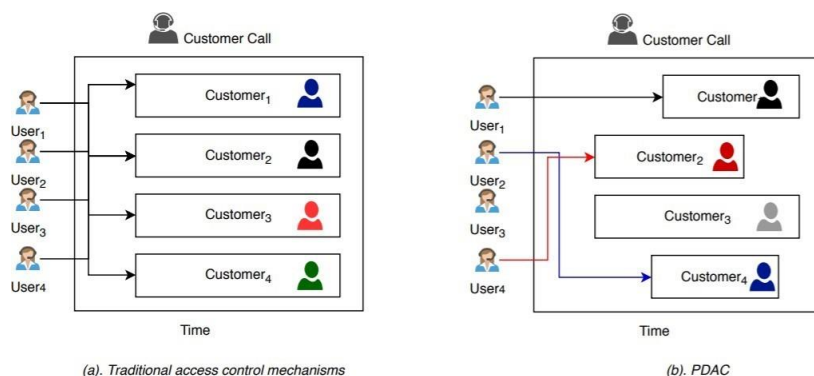 Customer Call
Customer1
User1
Customer2
User2
Customer3
User3
Customer4
User4
Time
(a). Traditional access control mechanisms
Customer Call
Customer
User1
Customer2
User2
Customer3
User3
Customer4
User4
Time
(b). PDAC